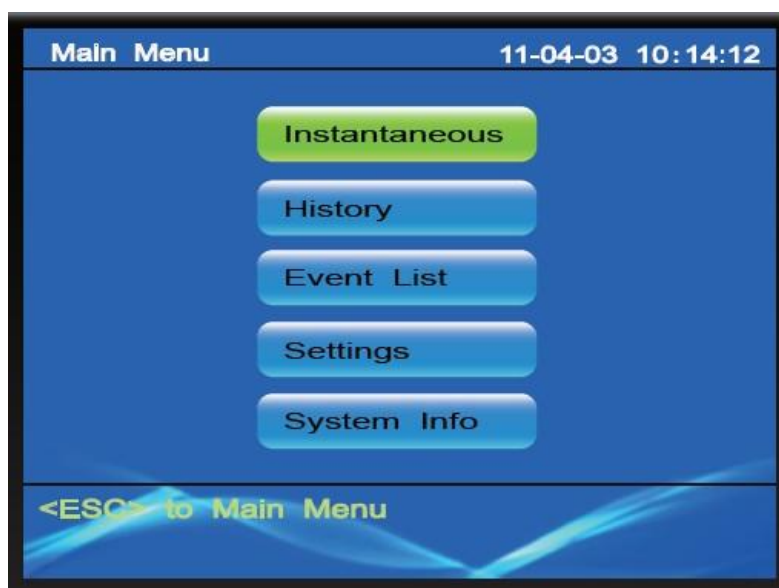 Main Menu 11-04-03 10:14:12
Instantaneous
History
Event List
Settings
System Info
<ESC> to Main Menu